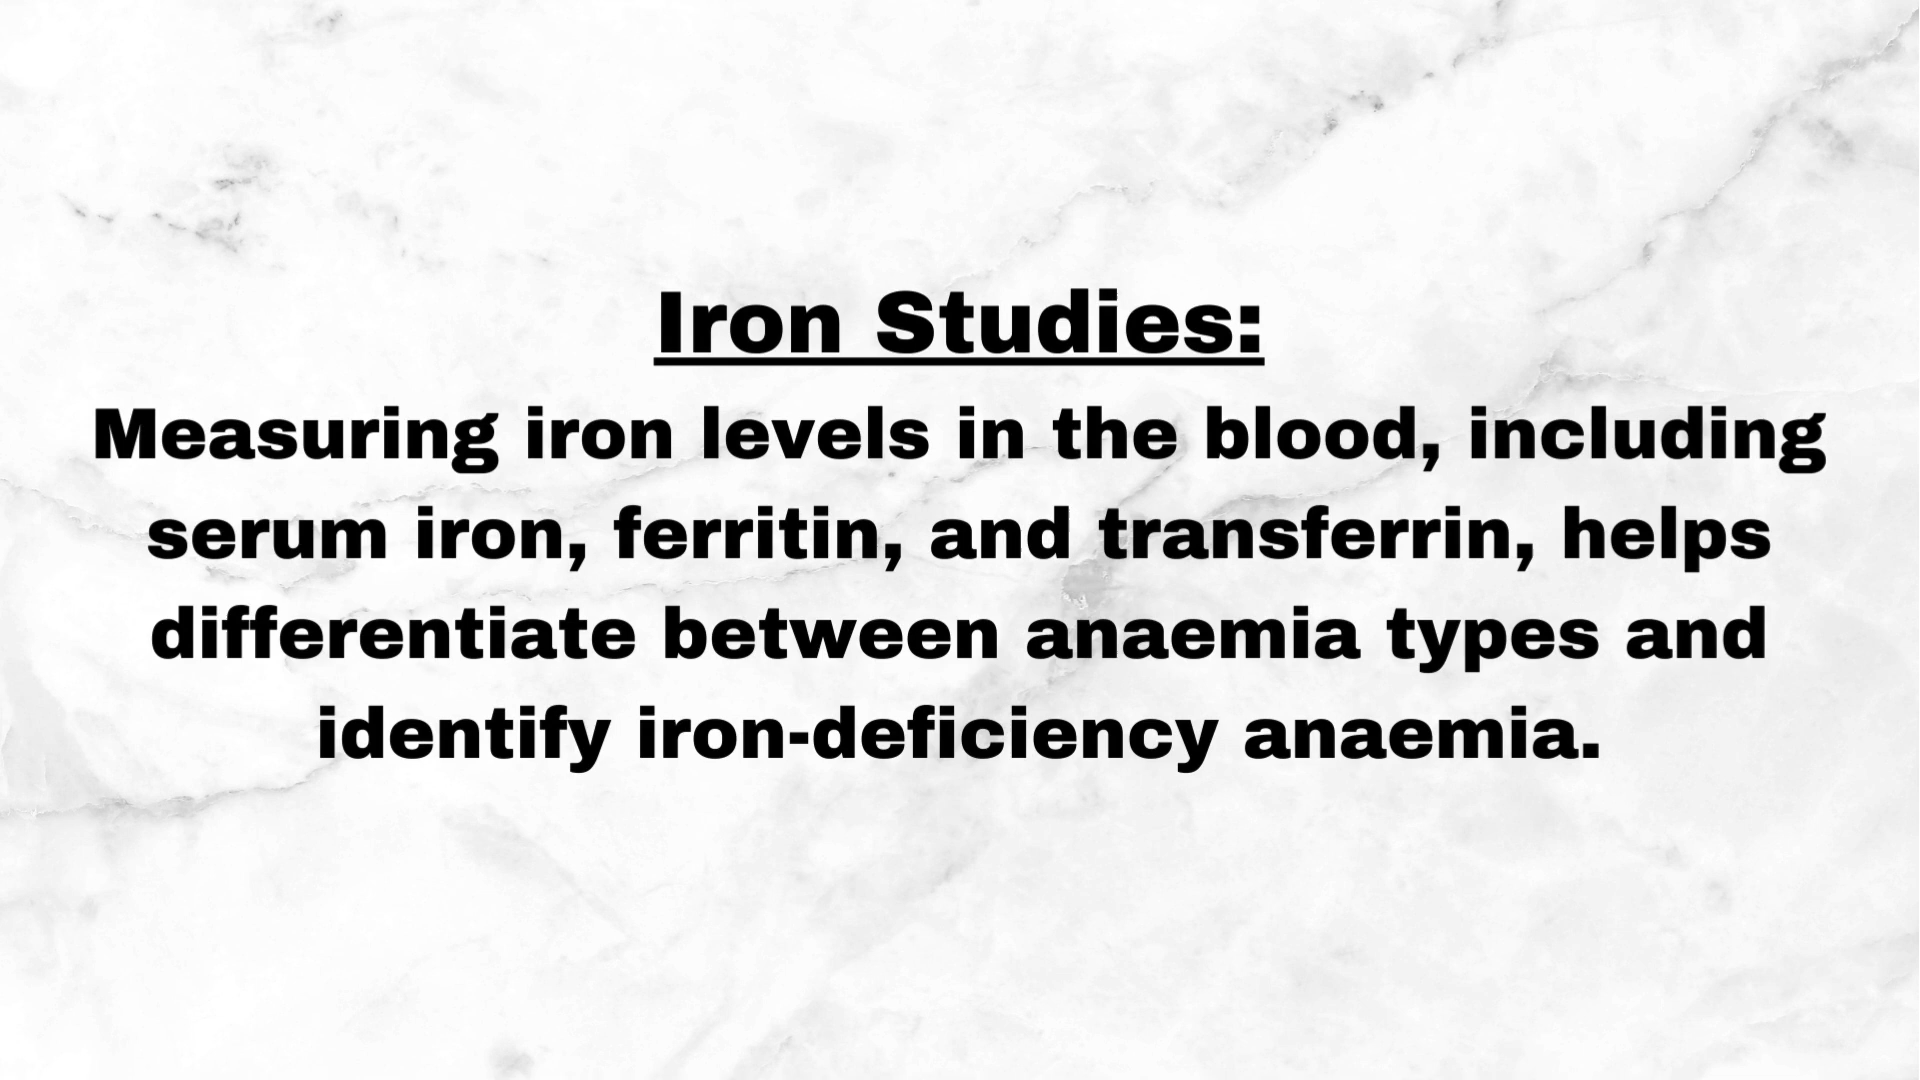 Iron Studies:
Measuring iron levels in the blood, including
serum iron, ferritin, and transferrin, helps
differentiate between anaemia types and
identify iron-deficiency anaemia.